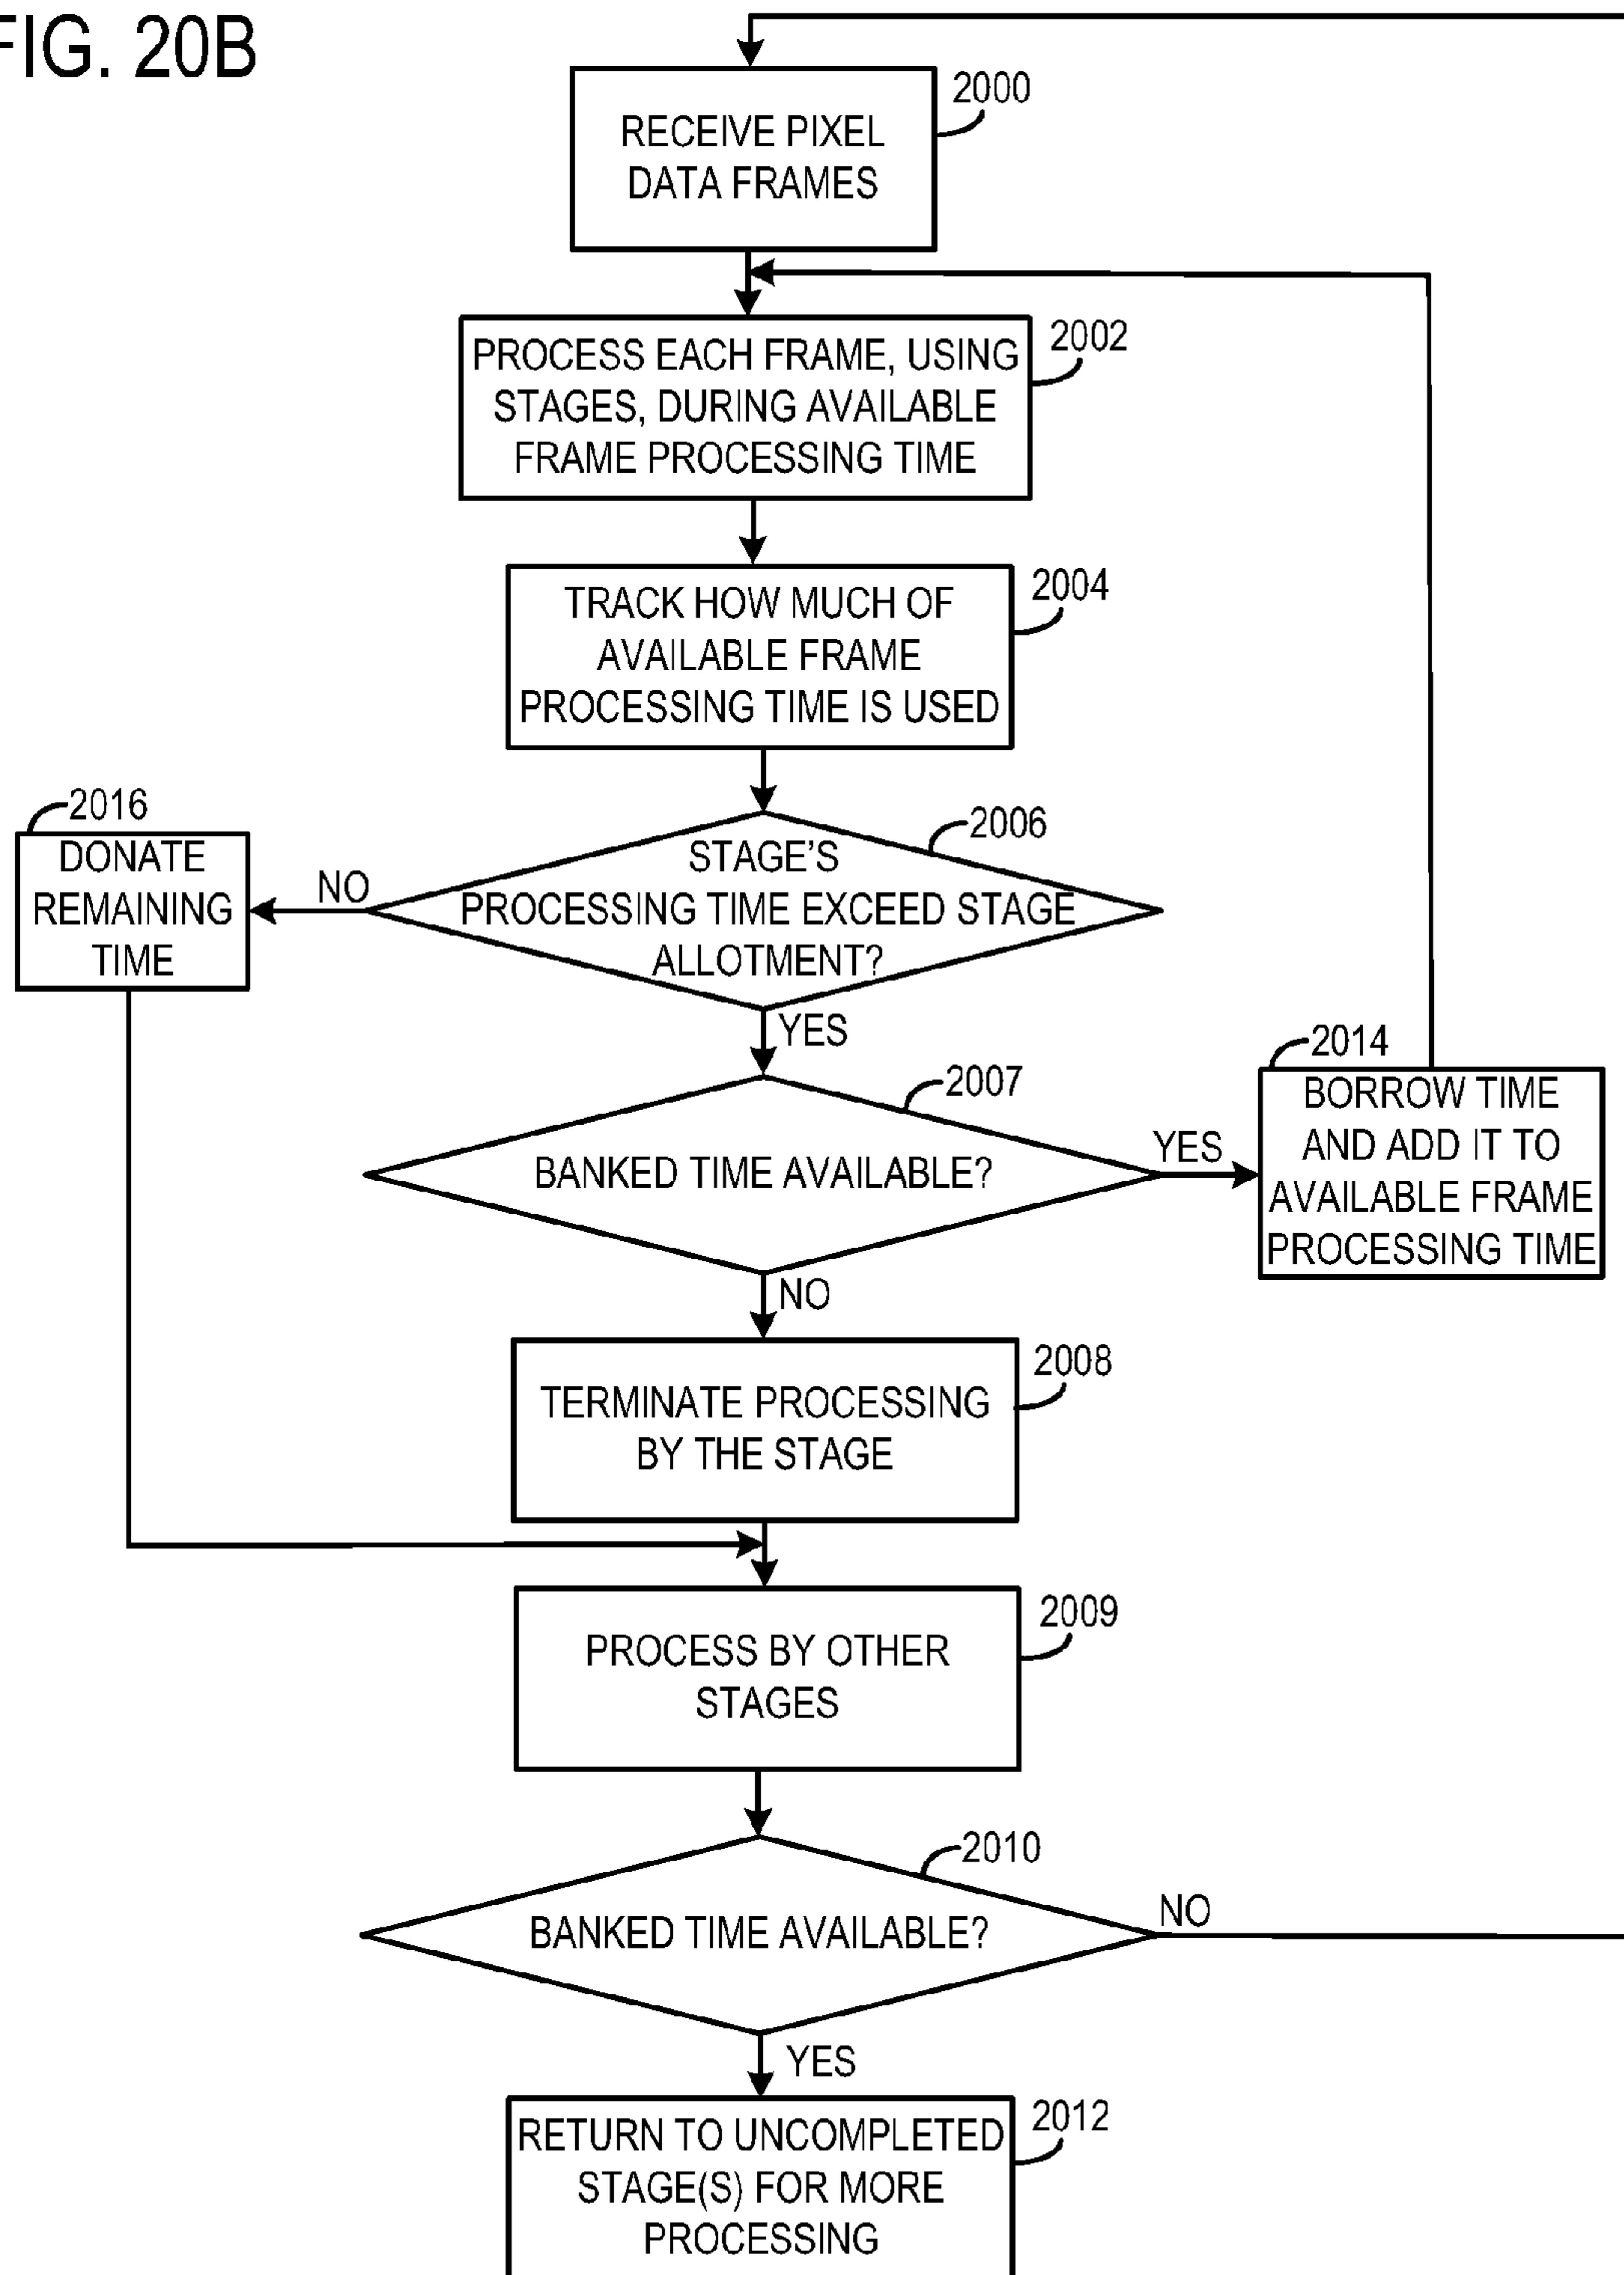 FIG. 20B
2000
RECEIVE PIXEL
DATA FRAMES
2002
PROCESS EACH FRAME, USING
STAGES, DURING AVAILABLE
FRAME PROCESSING TIME
2004
TRACK HOW MUCH OF
AVAILABLE FRAME
PROCESSING TIME IS USED
2016
DONATE
REMAINING
TIME
NO
2006
STAGE'S
PROCESSING TIME EXCEED STAGE
ALLOTMENT?
YES
2007
BANKED TIME AVAILABLE?
YES
2014
BORROW TIME
AND ADD IT TO
AVAILABLE FRAME
PROCESSING TIME
NO
2008
TERMINATE PROCESSING
BY THE STAGE
2009
PROCESS BY OTHER
STAGES
2010
BANKED TIME AVAILABLE?
NO
YES
2012
RETURN TO UNCOMPLETED
STAGE(S) FOR MORE
PROCESSING